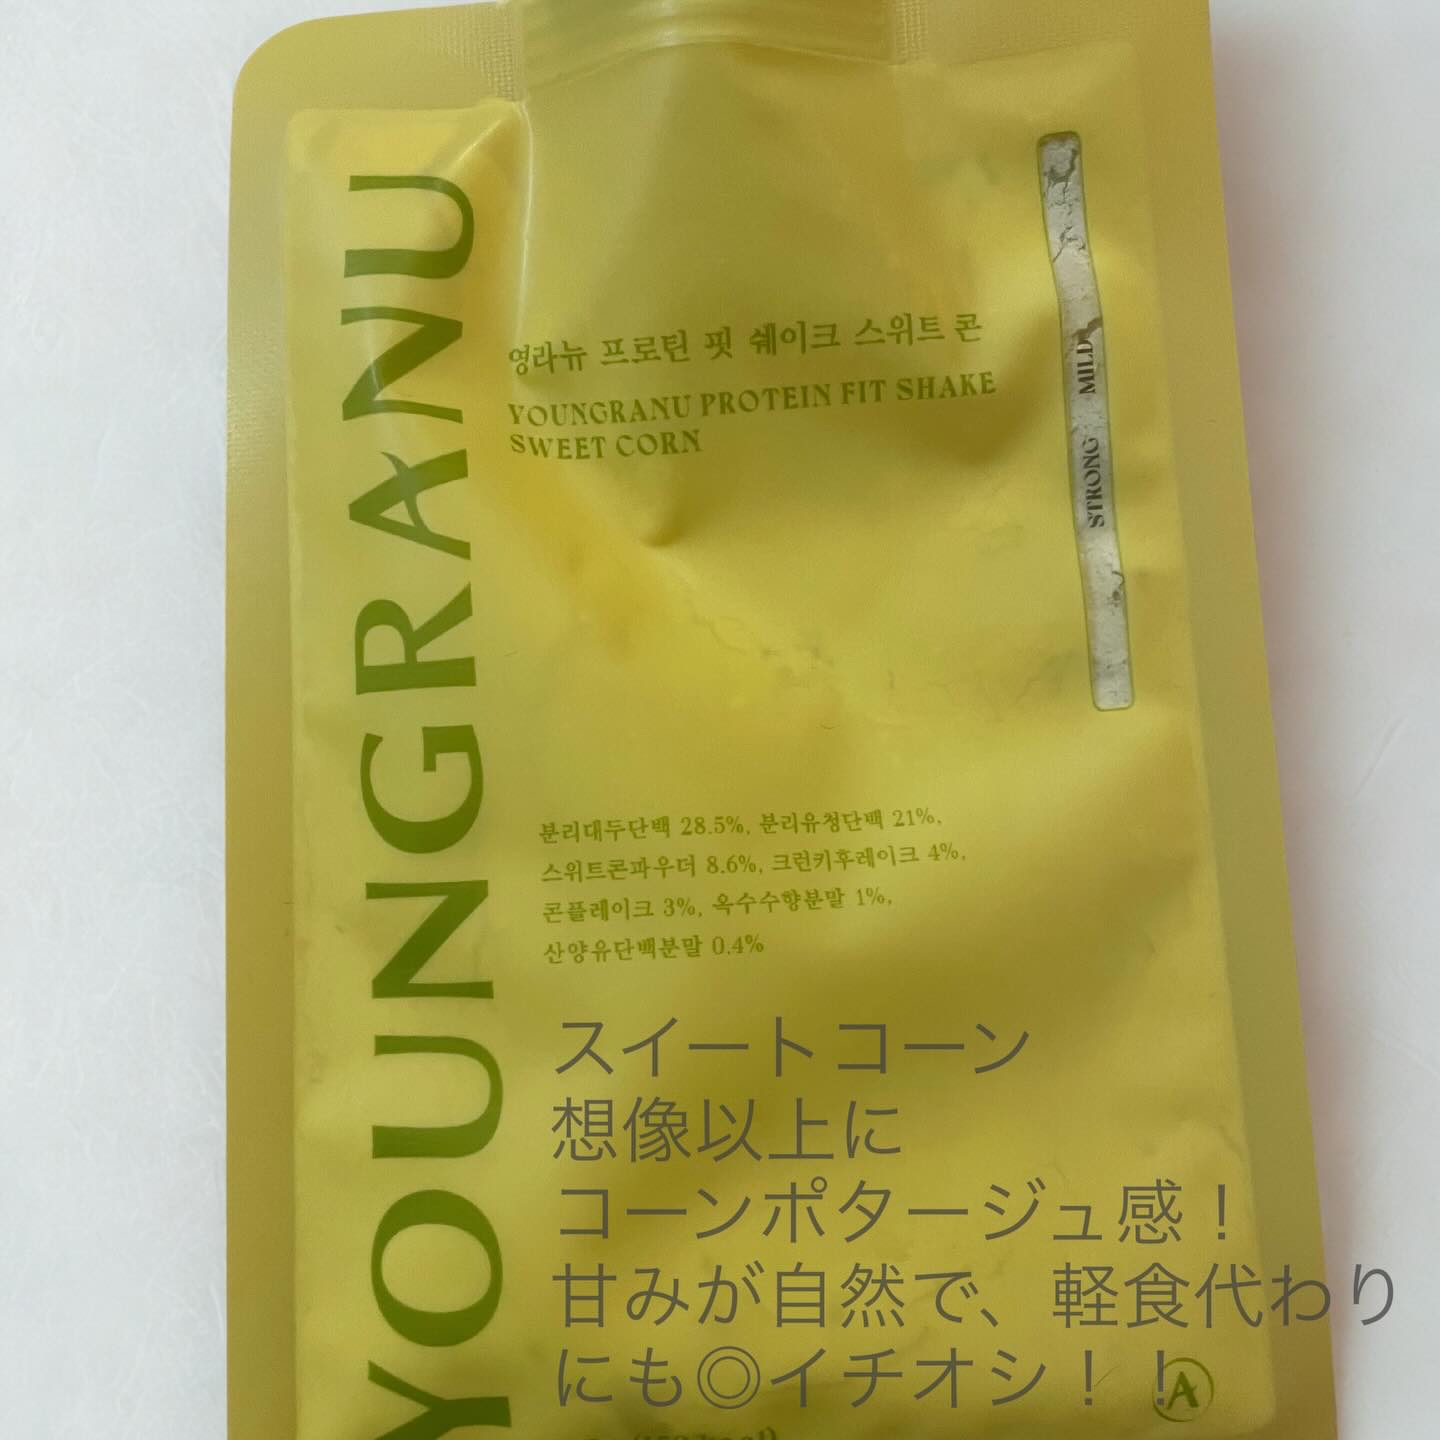 YOUNGRANU
영라뉴 프로틴 핏 쉐이크 스위트 콘
YOUNGRANU PROTEIN FIT SHAKE
SWEET CORN
STRONG MILD
분리대두단백 28.5%, 분리유청단백 21%,
스위트콘파우더 8.6%, 크런키후레이크 4%,
콘플레이크 3%, 옥수수향분말 1%,
산양유단백분말 0.4%
スイートコーン
想像以上に
コーンポタージュ感！
甘みが自然で、軽食代わり
にも◎イチオシ！！
A